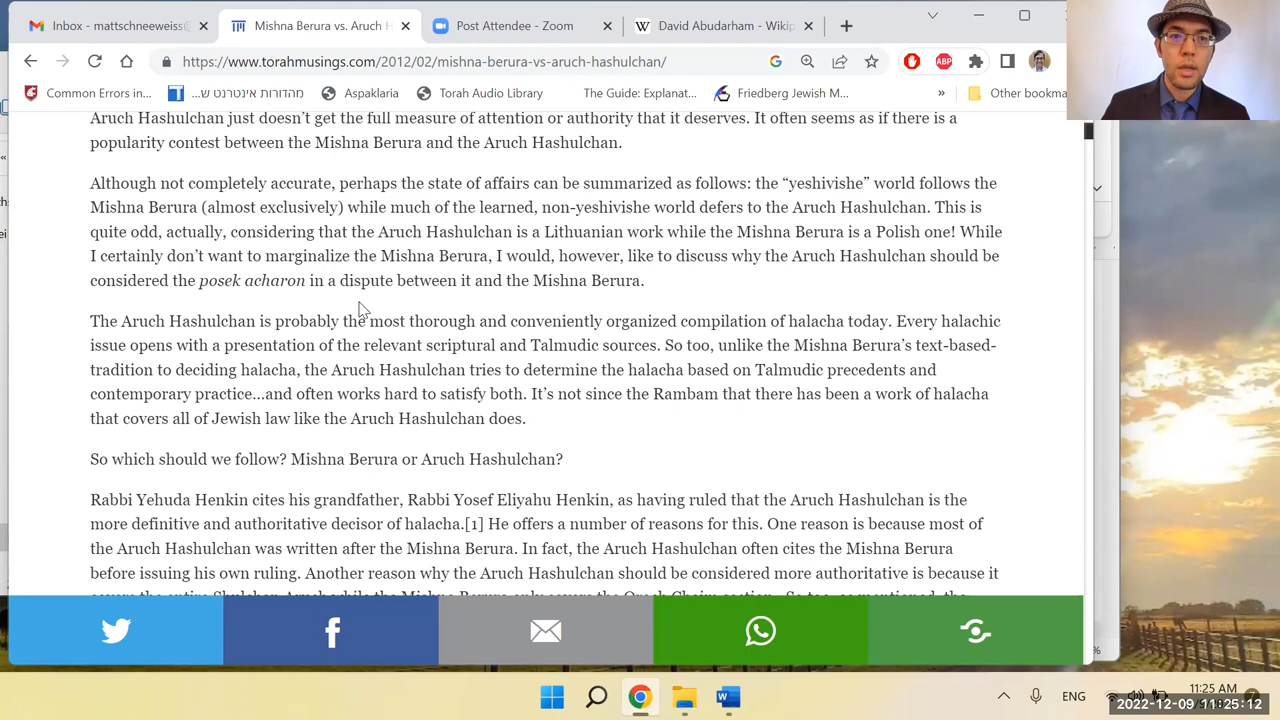 Inbox - mattschneeweiss@
Mishna Berura vs. Aruch H
Post Attendee - Zoom
David Abudarham - Wikip
https://www.torahmusings.com/2012/02/mishna-berura-vs-aruch-hashulchan/
Common Errors in...
מהדורות אינטרנט ש...
Aspaklaria
Torah Audio Library
The Guide: Explanat...
Friedberg Jewish M...
»
Other bookma
Aruch Hashulchan just doesn't get the full measure of attention or authority that it deserves. It often seems as if there is a
popularity contest between the Mishna Berura and the Aruch Hashulchan.
Although not completely accurate, perhaps the state of affairs can be summarized as follows: the “yeshivishe” world follows the
Mishna Berura (almost exclusively) while much of the learned, non-yeshivishe world defers to the Aruch Hashulchan. This is
quite odd, actually, considering that the Aruch Hashulchan is a Lithuanian work while the Mishna Berura is a Polish one! While
I certainly don't want to marginalize the Mishna Berura, I would, however, like to discuss why the Aruch Hashulchan should be
considered the posek acharon in a dispute between it and the Mishna Berura.
The Aruch Hashulchan is probably the most thorough and conveniently organized compilation of halacha today. Every halachic
issue opens with a presentation of the relevant scriptural and Talmudic sources. So too, unlike the Mishna Berura's text-based-
tradition to deciding halacha, the Aruch Hashulchan tries to determine the halacha based on Talmudic precedents and
contemporary practice…and often works hard to satisfy both. It's not since the Rambam that there has been a work of halacha
that covers all of Jewish law like the Aruch Hashulchan does.
So which should we follow? Mishna Berura or Aruch Hashulchan?
Rabbi Yehuda Henkin cites his grandfather, Rabbi Yosef Eliyahu Henkin, as having ruled that the Aruch Hashulchan is the
more definitive and authoritative decisor of halacha.[1] He offers a number of reasons for this. One reason is because most of
the Aruch Hashulchan was written after the Mishna Berura. In fact, the Aruch Hashulchan often cites the Mishna Berura
before issuing his own ruling. Another reason why the Aruch Hashulchan should be considered more authoritative is because it
ENG
11:25 AM
2022-12-09 11:25:12